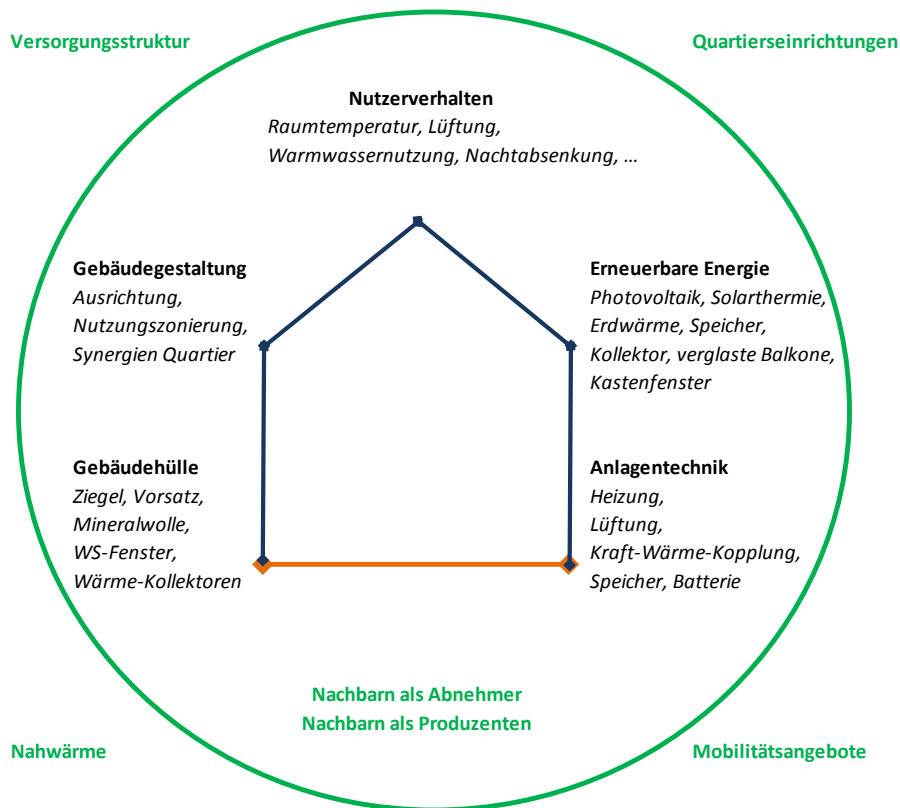 Versorgungsstruktur
Quartierseinrichtungen
Nutzerverhalten
Raumtemperatur, Lüftung,
Warmwassernutzung, Nachtabsenkung, ...
Gebäudegestaltung
Ausrichtung,
Nutzungszonierung,
Synergien Quartier
Erneuerbare Energie
Photovoltaik, Solarthermie,
Erdwärme, Speicher,
Kollektor, verglaste Balkone,
Kastenfenster
Gebäudehülle
Ziegel, Vorsatz,
Mineralwolle,
WS-Fenster,
Wärme-Kollektoren
Anlagentechnik
Heizung,
Lüftung,
Kraft-Wärme-Kopplung,
Speicher, Batterie
Nachbarn als Abnehmer
Nachbarn als Produzenten
Nahwärme
Mobilitätsangebote